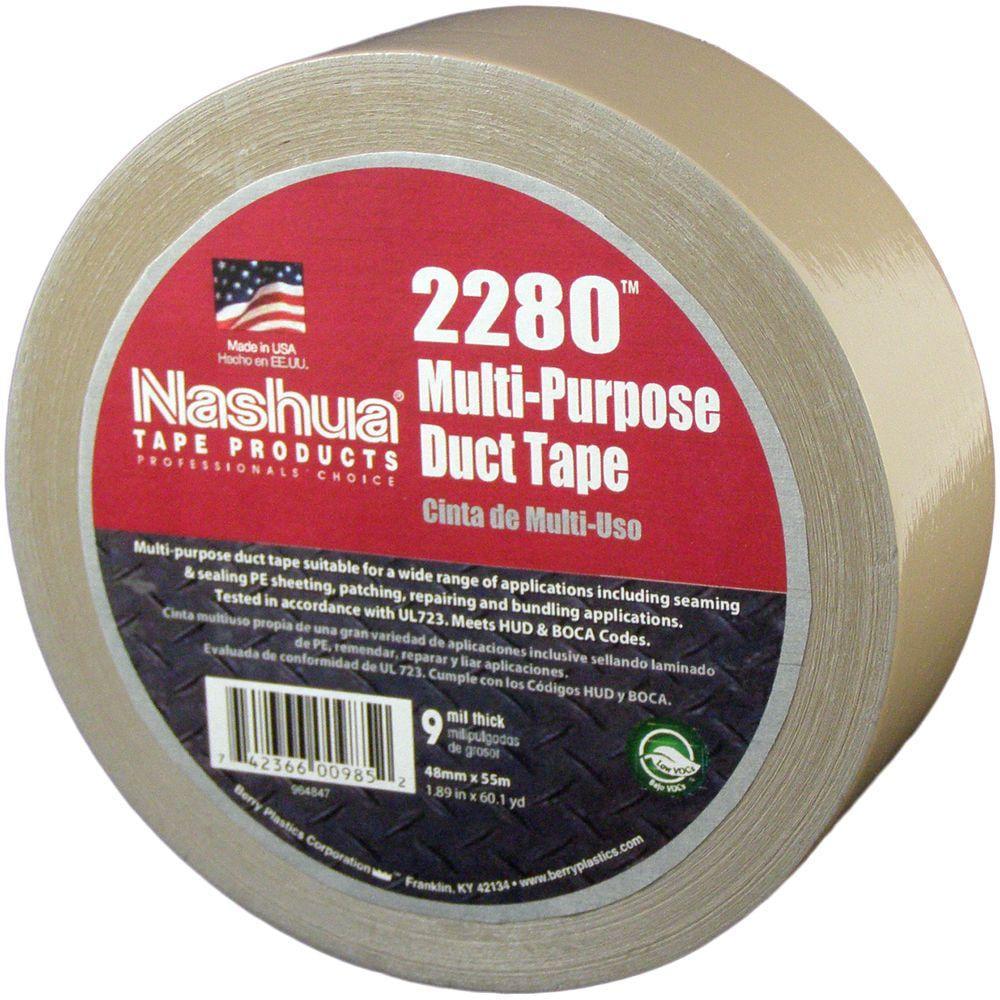 Made in USA
Hecho en EE.UU.
Nashua®
TAPE PRODUCTS
PROFESSIONALS' CHOICE
2280™
Multi-Purpose
Duct Tape
Cinta de Multi-Uso
Multi-purpose duct tape suitable for a wide range of applications including seaming
& sealing PE sheeting, patching, repairing and bundling applications.
Tested in accordance with UL723. Meets HUD & BOCA Codes.
Cinta multiuso propia de una gran variedad de aplicaciones inclusive sellando laminado
de PE, remendar, reparar y liar aplicaciones.
Evaluada de conformidad de UL 723. Cumple con los Códigos HUD y BOCA.
7 42366 00985 2
964847
9 mil thick
milipulgadas
de grosor
48mm x 55m
1.89 in x 60.1 yd
Low VOCs
Bajo VOCs
Berry Plastics Corporation
Franklin, KY 42134 • www.berryplastics.com